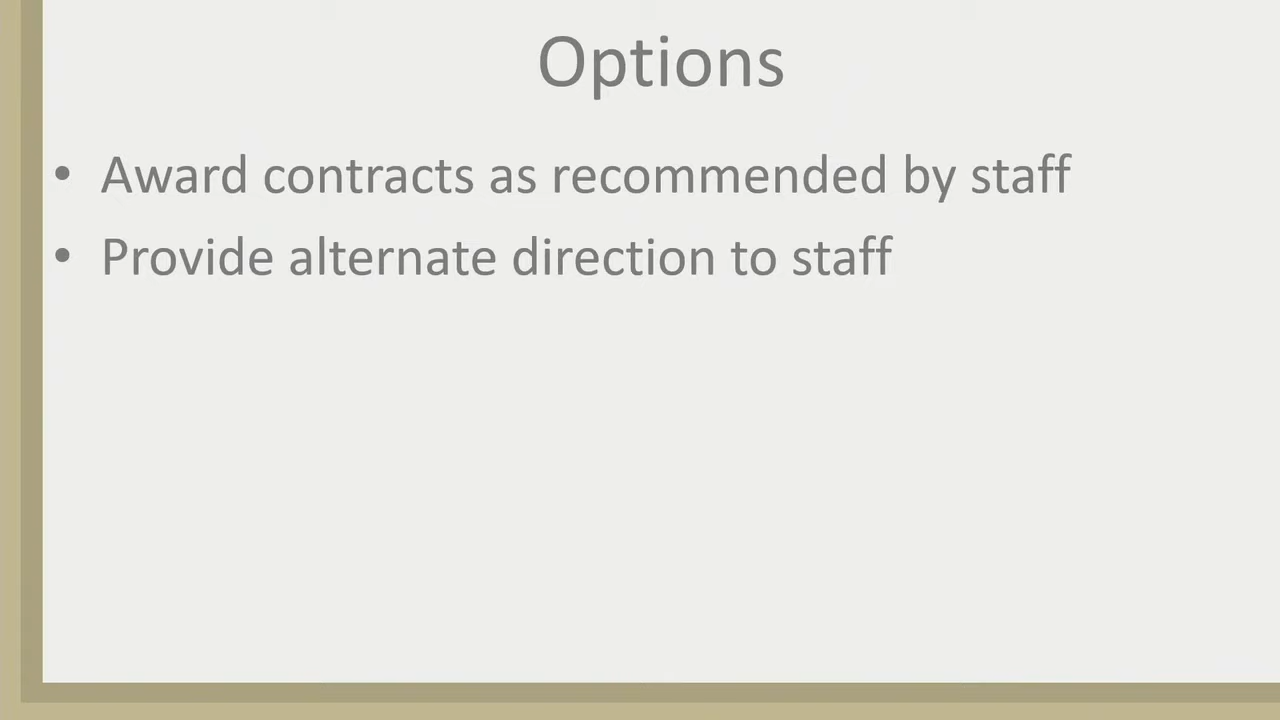 Options
• Award contracts as recommended by staff
• Provide alternate direction to staff